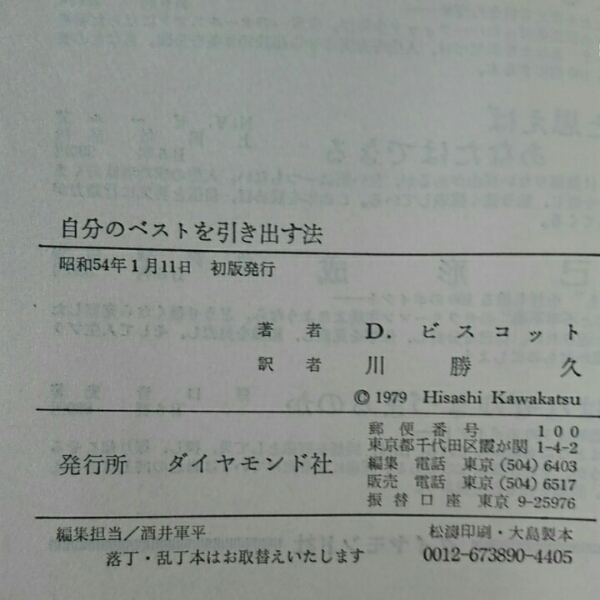 自分のベストを引き出す法
昭和54年1月11日 初版発行
著者 D. ビスコット
訳者 川勝久
© 1979 Hisashi Kawakatsu
郵便番号 100
東京都千代田区霞が関 1-4-2
発行所 ダイヤモンド社
編集 電話 東京(504)6403
販売 電話 東京(504)6517
振替口座 東京 9-25976
編集担当/酒井軍平
松濤印刷・大島製本
落丁・乱丁本はお取替えいたします
0012-673890-4405